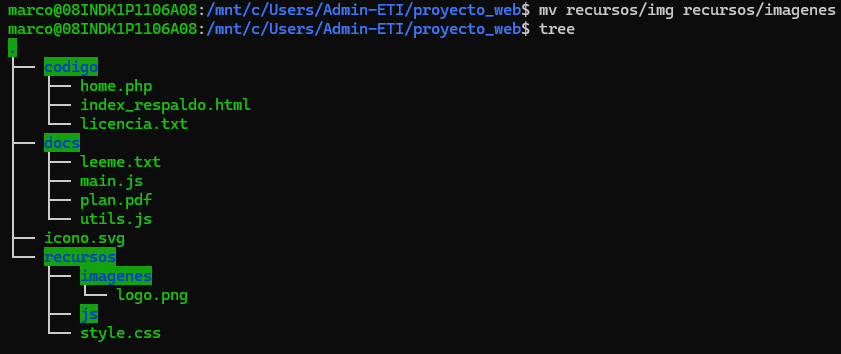 marco@08INDK1P1106A08:/mnt/c/Users/Admin-ETI/proyecto_web$ mv recursos/img recursos/imagenes
marco@08INDK1P1106A08:/mnt/c/Users/Admin-ETI/proyecto_web$ tree
.
├── codigo
│   ├── home.php
│   ├── index_respaldo.html
│   └── licencia.txt
├── docs
│   ├── leeme.txt
│   ├── main.js
│   ├── plan.pdf
│   └── utils.js
├── icono.svg
└── recursos
    ├── imagenes
    │   └── logo.png
    ├── js
    └── style.css